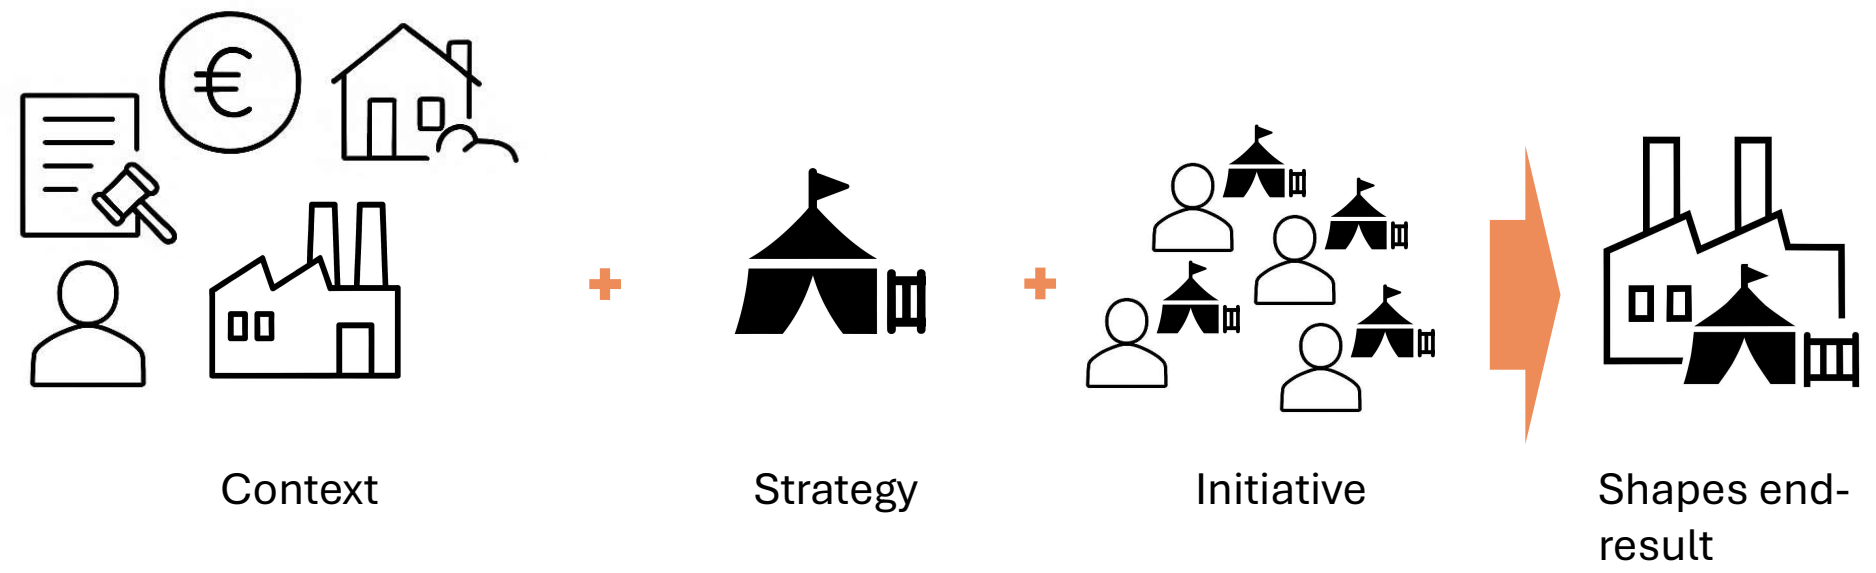 €
Context
Strategy
Initiative
Shapes end-
result